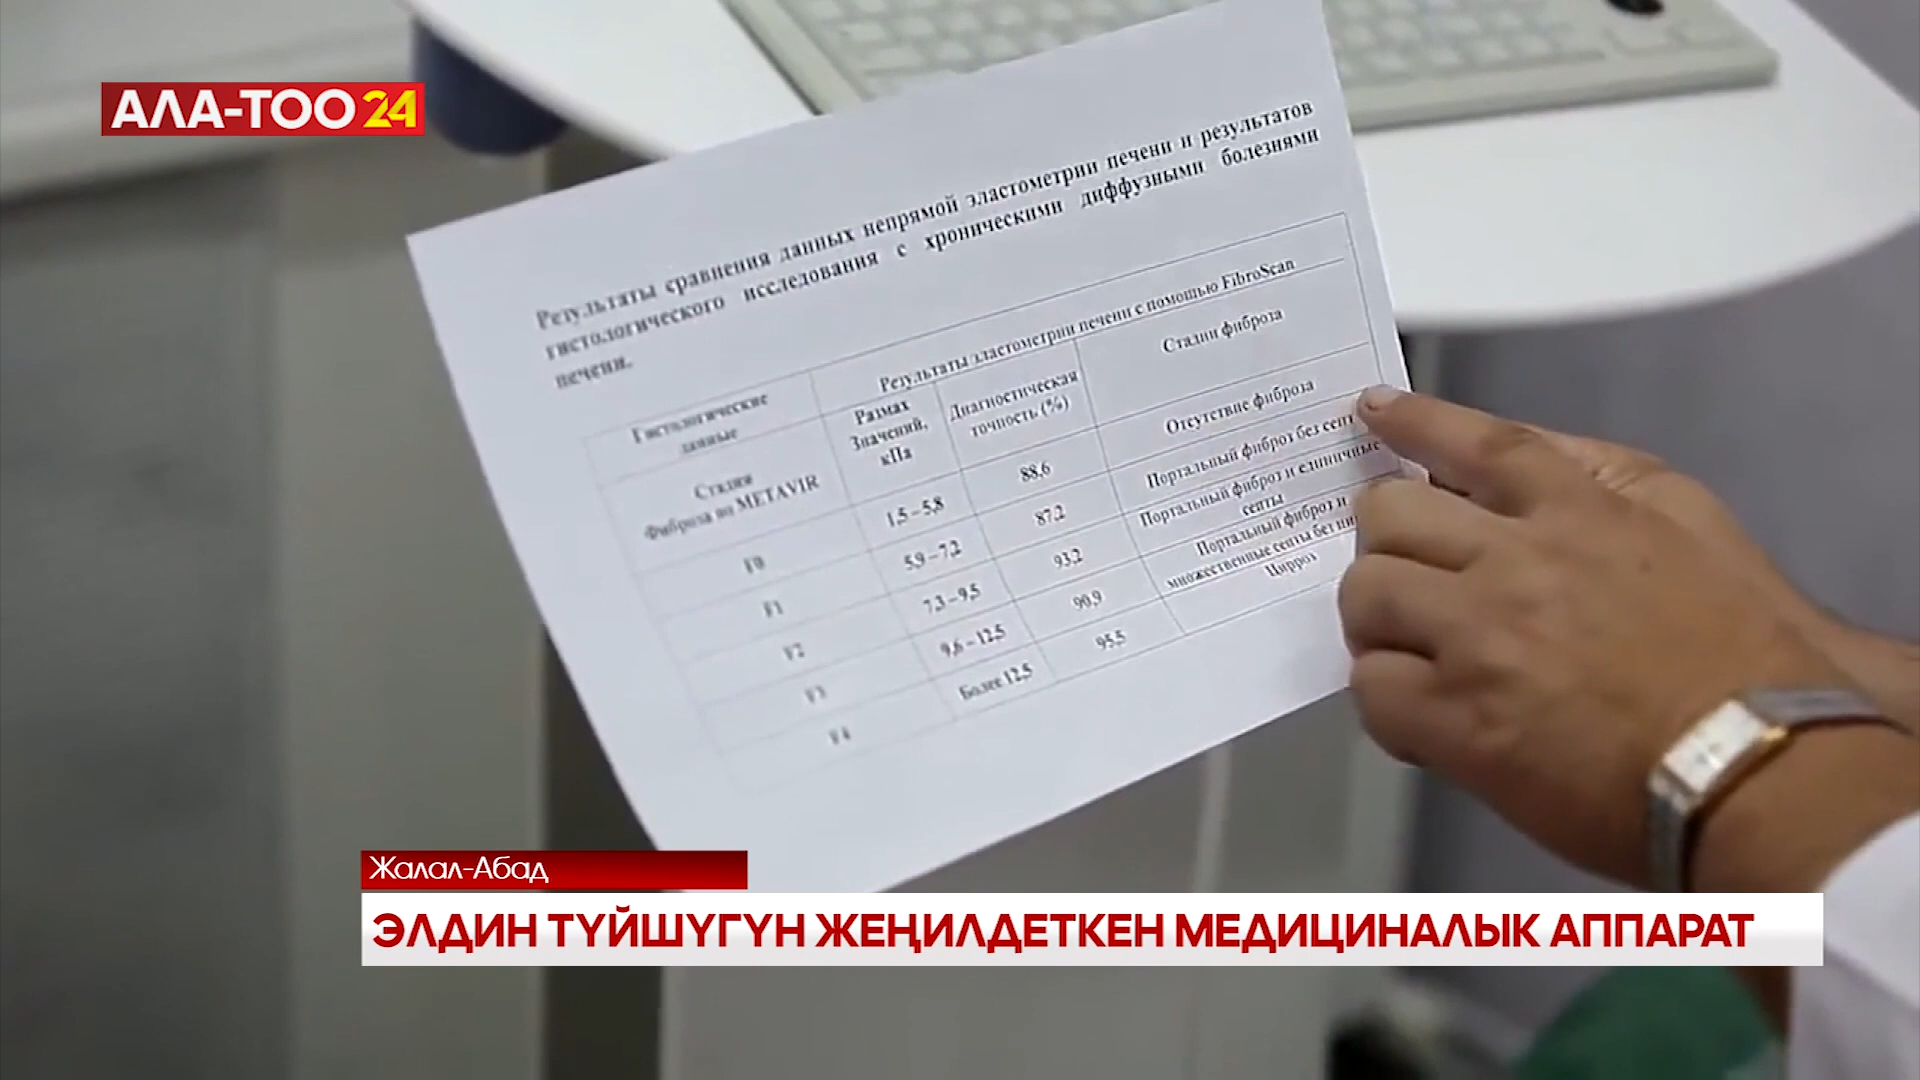 АЛА-ТОО24
Результаты сравнения данных непрямой эластометрии печени и результатов
гистологического исследования с хроническими диффузными болезнями
печени.
Гистологические
данные
Результаты эластометрии печени с помощью FibroScan
Стадии
Фиброза по METAVIR
Размах
Значений,
кПа
Диагностическая
точность (%)
Стадии фиброза
F0
1,5 – 5,8
88,6
Отсутствие фиброза
F1
5,9 – 7,2
87,2
Портальный фиброз без септ
F2
7,3 – 9,5
93,2
Портальный фиброз и единичные
септы
F3
9,6 – 12,5
90,9
Портальный фиброз и
множественные септы без
F4
Более 12,5
95,5
Цирроз
Жалал-Абад
ЭЛДИН ТҮЙШҮГҮН ЖЕҢИЛДЕТКЕН МЕДИЦИНАЛЫК АППАРАТ